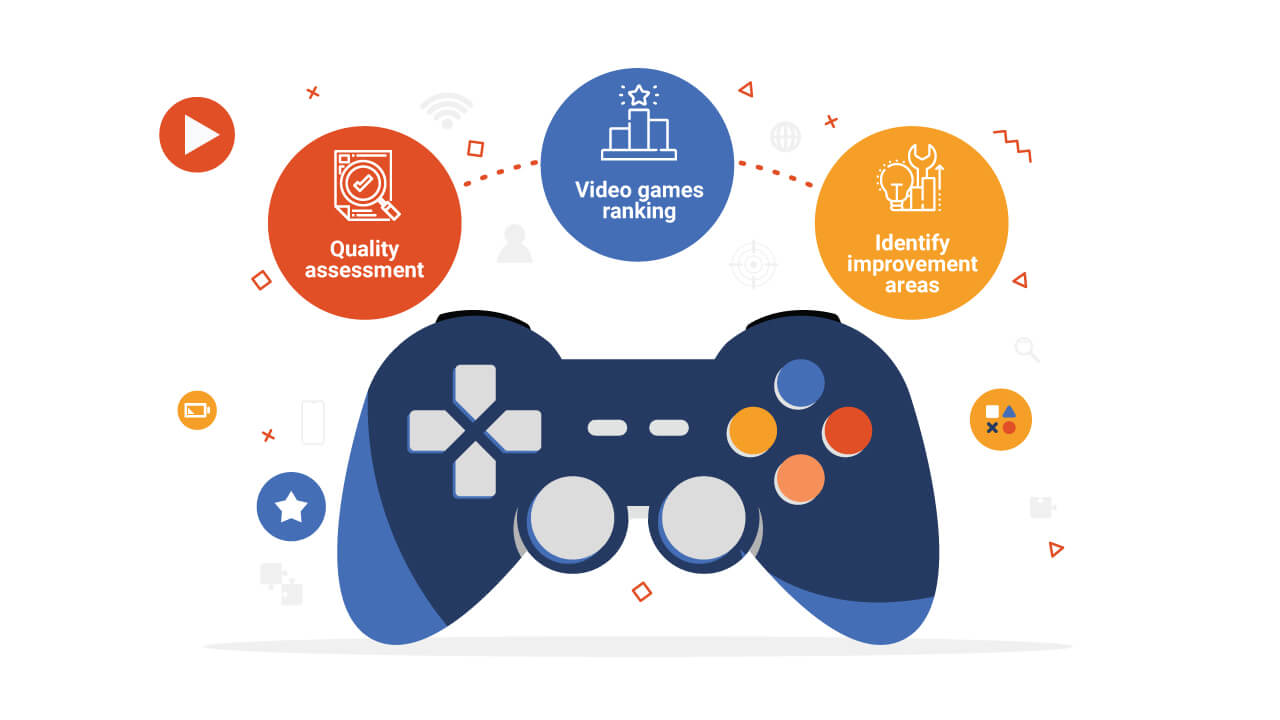 Quality
assessment
Video games
ranking
Identify
improvement
areas